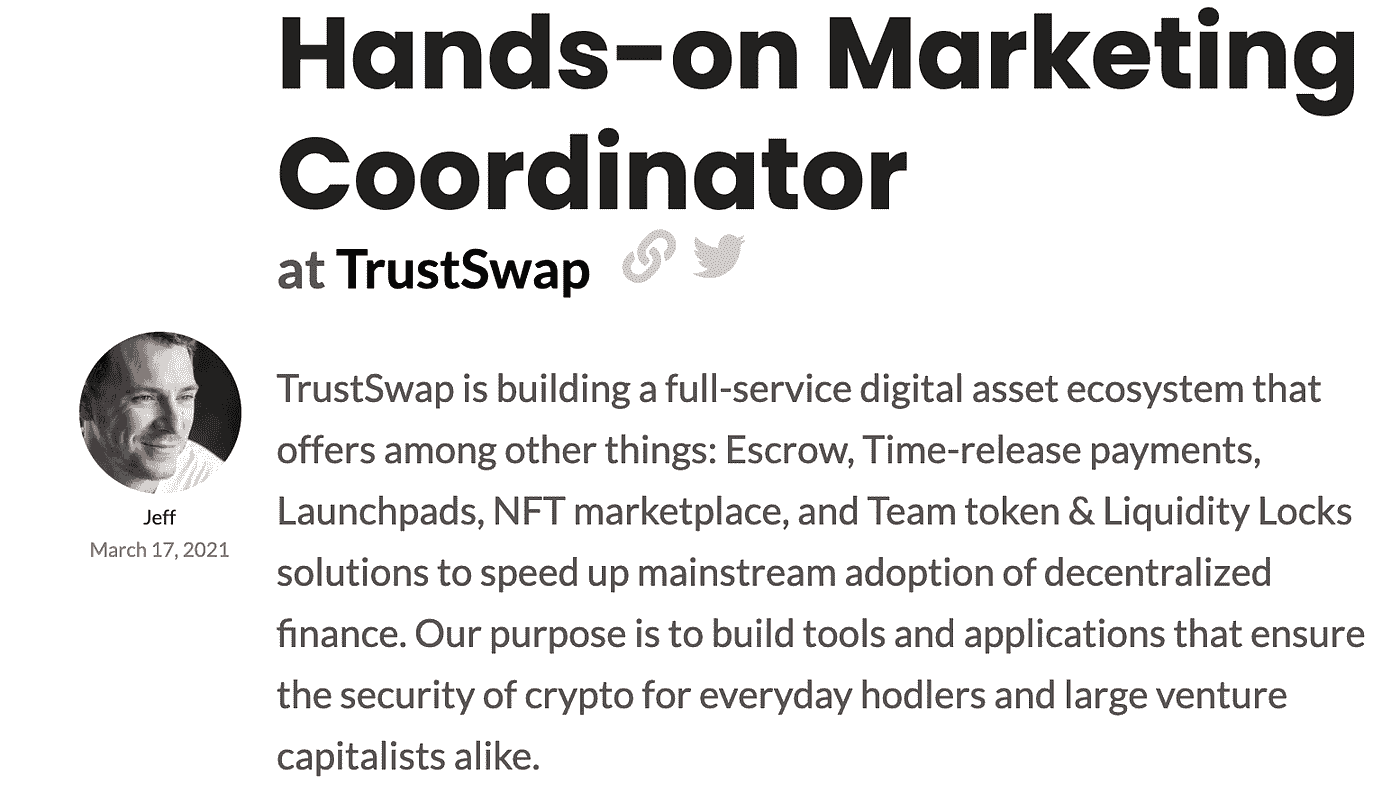 Hands-on Marketing
Coordinator
at TrustSwap
Jeff
March 17, 2021
TrustSwap is building a full-service digital asset ecosystem that
offers among other things: Escrow, Time-release payments,
Launchpads, NFT marketplace, and Team token & Liquidity Locks
solutions to speed up mainstream adoption of decentralized
finance. Our purpose is to build tools and applications that ensure
the security of crypto for everyday hodlers and large venture
capitalists alike.